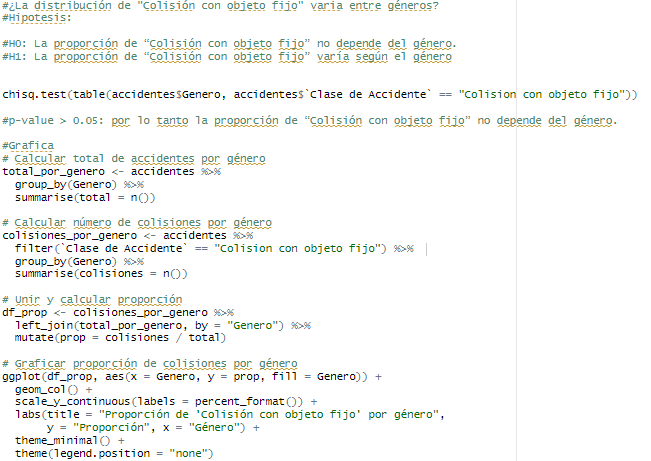 #¿La distribución de "Colisión con objeto fijo" varía entre géneros?
#Hipotesis:
#H0: La proporción de “Colisión con objeto fijo” no depende del género.
#H1: La proporción de “Colisión con objeto fijo” varía según el género
chisq.test(table(accidentes$Genero, accidentes$`Clase de Accidente` == "Colision con objeto fijo"))
#p-value > 0.05: por lo tanto la proporción de “Colisión con objeto fijo” no depende del género.
#Grafica
# Calcular total de accidentes por género
total_por_genero <- accidentes %>%
  group_by(Genero) %>%
  summarise(total = n())
# Calcular número de colisiones por género
colisiones_por_genero <- accidentes %>%
  filter(`Clase de Accidente` == "Colision con objeto fijo") %>%
  group_by(Genero) %>%
  summarise(colisiones = n())
# Unir y calcular proporción
df_prop <- colisiones_por_genero %>%
  left_join(total_por_genero, by = "Genero") %>%
  mutate(prop = colisiones / total)
# Graficar proporción de colisiones por género
ggplot(df_prop, aes(x = Genero, y = prop, fill = Genero)) +
  geom_col() +
  scale_y_continuous(labels = percent_format()) +
  labs(title = "Proporción de 'Colisión con objeto fijo' por género",
       y = "Proporción", x = "Género") +
  theme_minimal() +
  theme(legend.position = "none")